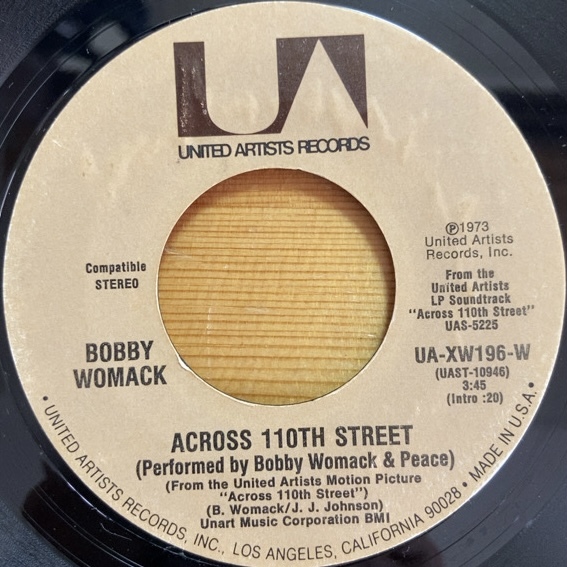 UA
UNITED ARTISTS RECORDS
℗1973
United Artists
Records, Inc.
Compatible
STEREO
From the
United Artists
LP Soundtrack
"Across 110th Street"
UAS-5225
BOBBY
WOMACK
UA-XW196-W
(UAST-10946)
3:45
(Intro :20)
ACROSS 110TH STREET
(Performed by Bobby Womack & Peace)
(From the United Artists Motion Picture
"Across 110th Street")
(B. Womack/J. J. Johnson)
Unart Music Corporation BMI
• UNITED ARTISTS RECORDS, INC., LOS ANGELES, CALIFORNIA 90028 • MADE IN U.S.A. •